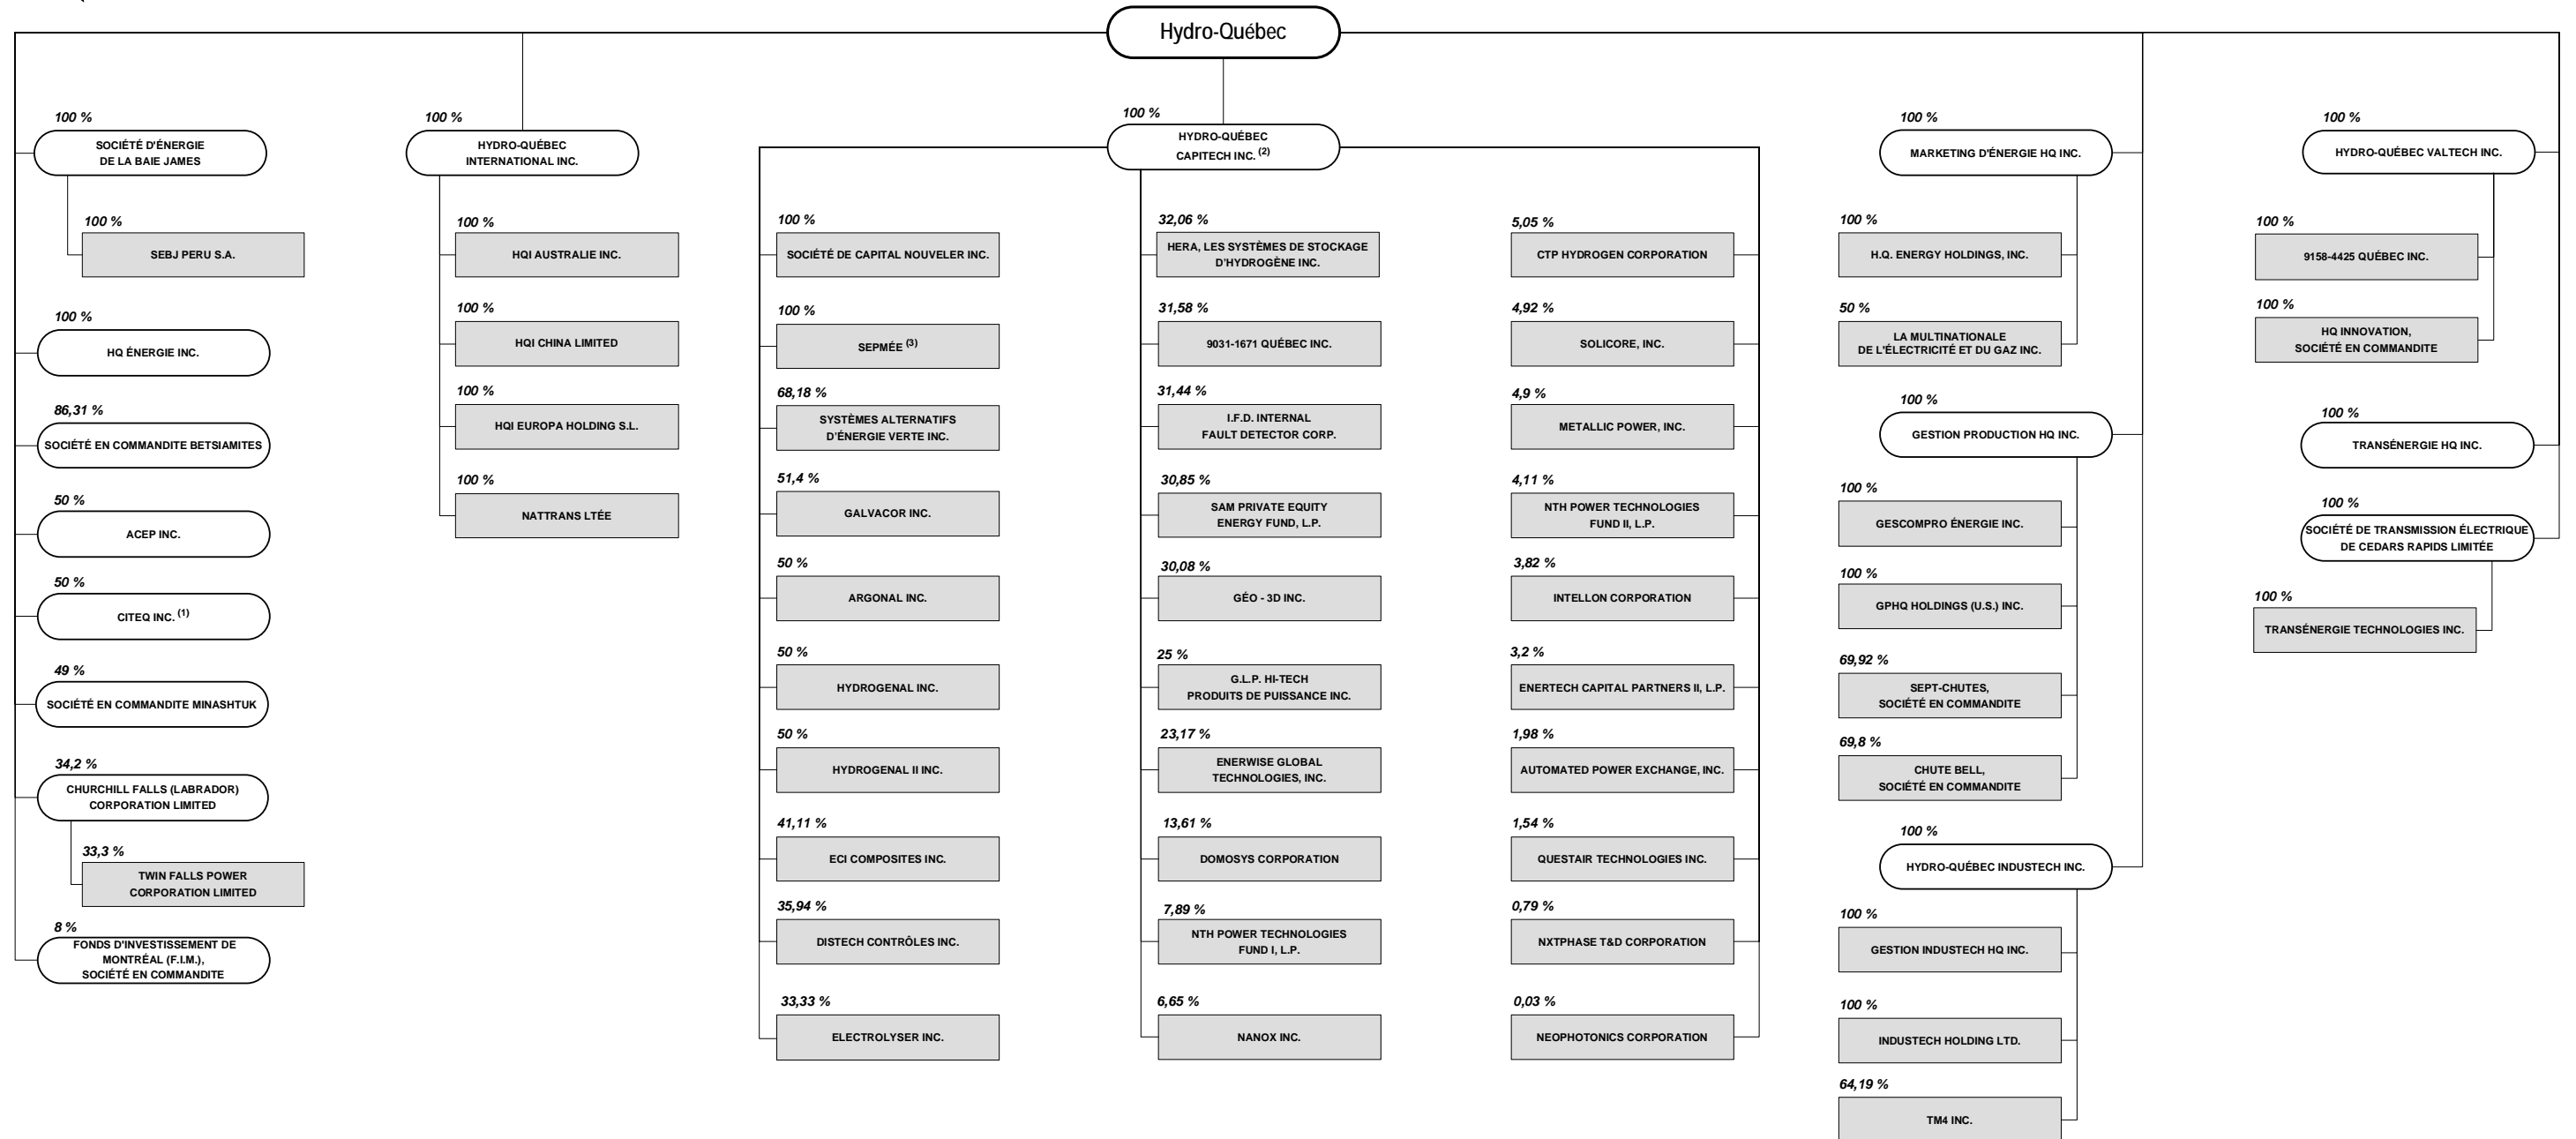 Hydro-Québec
100 %
SOCIÉTÉ D'ÉNERGIE
DE LA BAIE JAMES
100 %
SEBJ PERU S.A.
100 %
HQ ÉNERGIE INC.
86,31 %
SOCIÉTÉ EN COMMANDITE BETSIAMITES
50 %
ACEP INC.
50 %
CITEQ INC. (1)
49 %
SOCIÉTÉ EN COMMANDITE MINASHTUK
34,2 %
CHURCHILL FALLS (LABRADOR)
CORPORATION LIMITED
33,3 %
TWIN FALLS POWER
CORPORATION LIMITED
8 %
FONDS D'INVESTISSEMENT DE
MONTRÉAL (F.I.M.),
SOCIÉTÉ EN COMMANDITE
100 %
HYDRO-QUÉBEC
INTERNATIONAL INC.
100 %
HQI AUSTRALIE INC.
100 %
HQI CHINA LIMITED
100 %
HQI EUROPA HOLDING S.L.
100 %
NATTRANS LTÉE
100 %
HYDRO-QUÉBEC
CAPITECH INC. (2)
100 %
SOCIÉTÉ DE CAPITAL NOUVELER INC.
100 %
SEPMÉE (3)
68,18 %
SYSTÈMES ALTERNATIFS
D'ÉNERGIE VERTE INC.
51,4 %
GALVACOR INC.
50 %
ARGONAL INC.
50 %
HYDROGENAL INC.
50 %
HYDROGENAL II INC.
41,11 %
ECI COMPOSITES INC.
35,94 %
DISTECH CONTRÔLES INC.
33,33 %
ELECTROLYSER INC.
32,06 %
HERA, LES SYSTÈMES DE STOCKAGE
D'HYDROGÈNE INC.
31,58 %
9031-1671 QUÉBEC INC.
31,44 %
I.F.D. INTERNAL
FAULT DETECTOR CORP.
30,85 %
SAM PRIVATE EQUITY
ENERGY FUND, L.P.
30,08 %
GÉO - 3D INC.
25 %
G.L.P. HI-TECH
PRODUITS DE PUISSANCE INC.
23,17 %
ENERWISE GLOBAL
TECHNOLOGIES, INC.
13,61 %
DOMOSYS CORPORATION
7,89 %
NTH POWER TECHNOLOGIES
FUND I, L.P.
6,65 %
NANOX INC.
5,05 %
CTP HYDROGEN CORPORATION
4,92 %
SOLICORE, INC.
4,9 %
METALLIC POWER, INC.
4,11 %
NTH POWER TECHNOLOGIES
FUND II, L.P.
3,82 %
INTELLON CORPORATION
3,2 %
ENERTECH CAPITAL PARTNERS II, L.P.
1,98 %
AUTOMATED POWER EXCHANGE, INC.
1,54 %
QUESTAIR TECHNOLOGIES INC.
0,79 %
NXTPHASE T&D CORPORATION
0,03 %
NEOPHOTONICS CORPORATION
100 %
MARKETING D'ÉNERGIE HQ INC.
100 %
H.Q. ENERGY HOLDINGS, INC.
50 %
LA MULTINATIONALE
DE L'ÉLECTRICITÉ ET DU GAZ INC.
100 %
GESTION PRODUCTION HQ INC.
100 %
GESCOMPRO ÉNERGIE INC.
100 %
GPHQ HOLDINGS (U.S.) INC.
69,92 %
SEPT-CHUTES,
SOCIÉTÉ EN COMMANDITE
69,8 %
CHUTE BELL,
SOCIÉTÉ EN COMMANDITE
100 %
HYDRO-QUÉBEC INDUSTECH INC.
100 %
GESTION INDUSTECH HQ INC.
100 %
INDUSTECH HOLDING LTD.
64,19 %
TM4 INC.
100 %
HYDRO-QUÉBEC VALTECH INC.
100 %
9158-4425 QUÉBEC INC.
100 %
HQ INNOVATION,
SOCIÉTÉ EN COMMANDITE
100 %
TRANSÉNERGIE HQ INC.
100 %
SOCIÉTÉ DE TRANSMISSION ÉLECTRIQUE
DE CEDARS RAPIDS LIMITÉE
100 %
TRANSÉNERGIE TECHNOLOGIES INC.